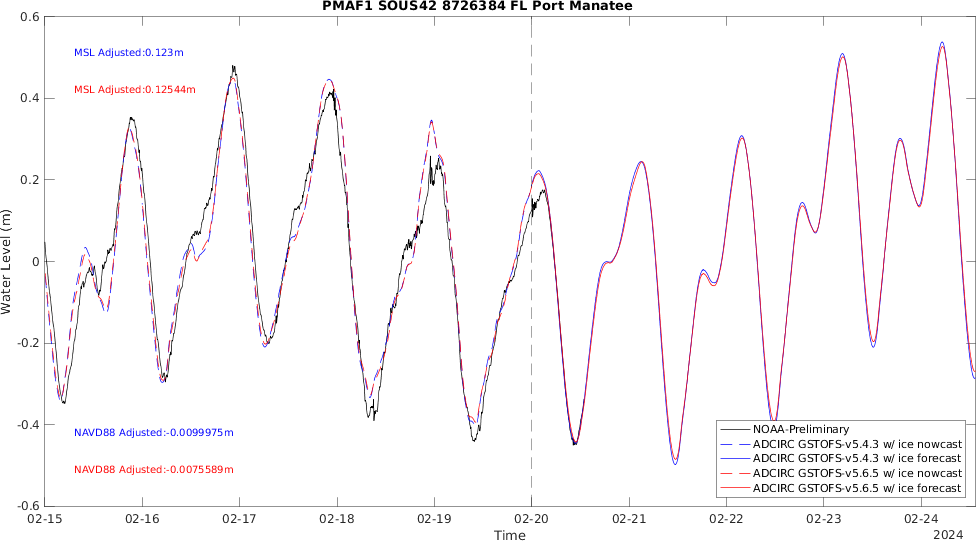 PMAF1 SOUS42 8726384 FL Port Manatee
0.6
MSL Adjusted:0.123m
MSL Adjusted:0.12544m
0.4
0.2
0
-0.2
-0.4
-0.6
Water Level (m)
NAVD88 Adjusted:-0.0099975m
NAVD88 Adjusted:-0.0075589m
NOAA-Preliminary
ADCIRC GSTOFS-v5.4.3 w/ ice nowcast
ADCIRC GSTOFS-v5.4.3 w/ ice forecast
ADCIRC GSTOFS-v5.6.5 w/ ice nowcast
ADCIRC GSTOFS-v5.6.5 w/ ice forecast
02-15 02-16 02-17 02-18 02-19 02-20 02-21 02-22 02-23 02-24
Time
2024